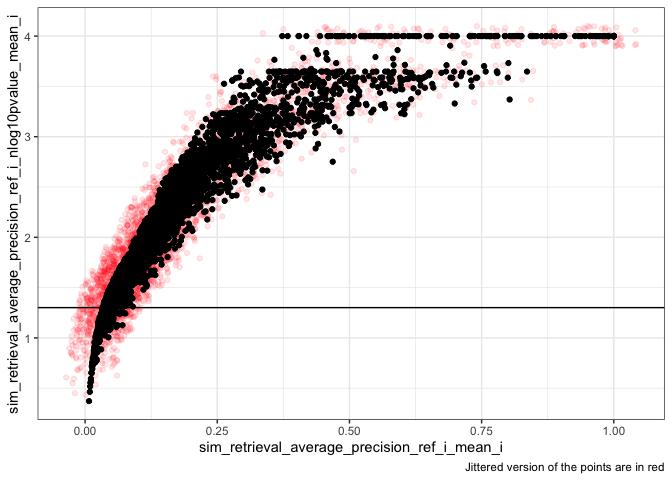 sim_retrieval_average_precision_ref_i_nlog10pvalue_mean_i
4
3
2
1
0.00 0.25 0.50 0.75 1.00
sim_retrieval_average_precision_ref_i_mean_i
Jittered version of the points are in red